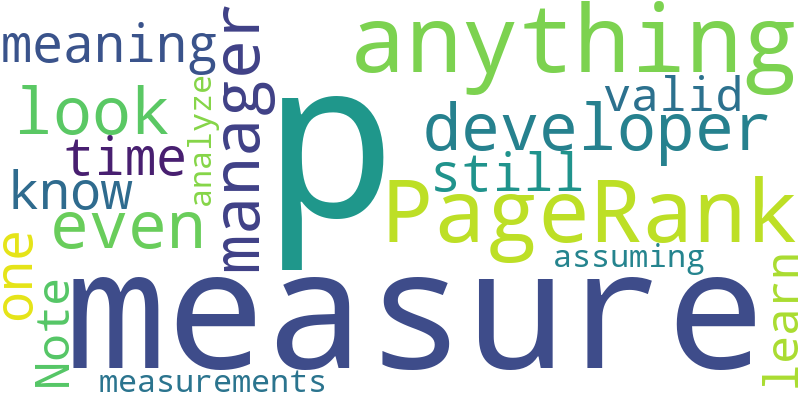 meaning
manager
anything
look
analyze
p
valid
developer
time
still
know
PageRank
even
one
assuming
learn
Note
measure
measurements